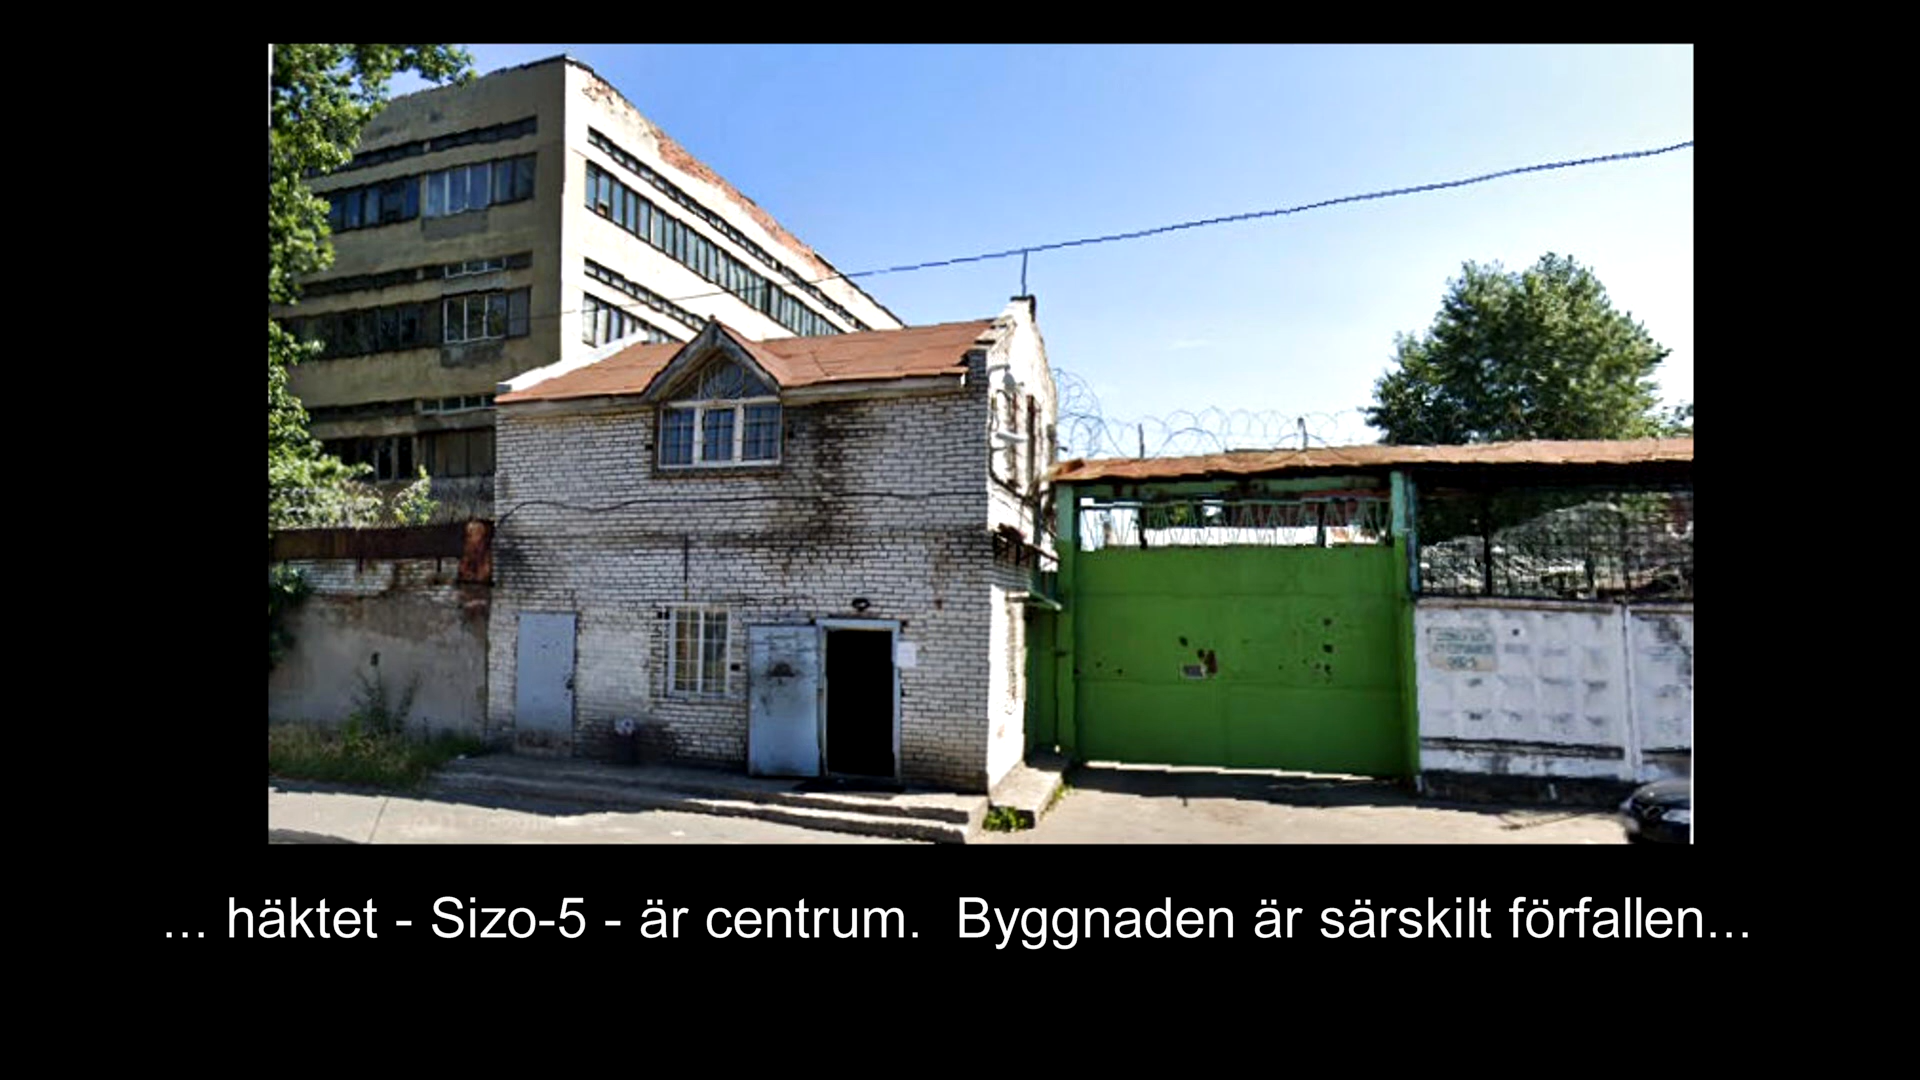 ... häktet - Sizo-5 - är centrum.  Byggnaden är särskilt förfallen...